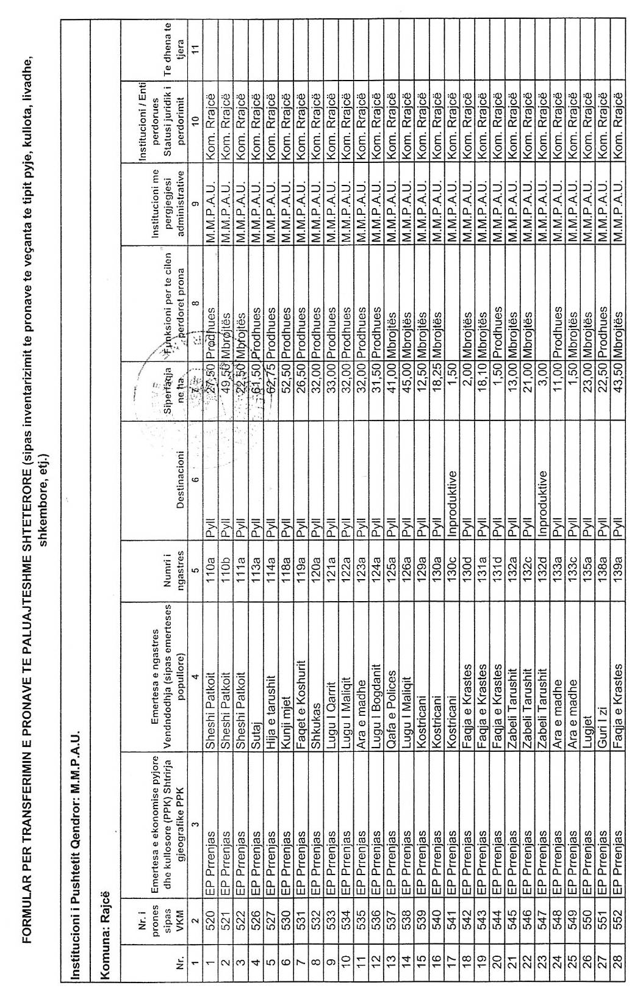 FORMULAR PER TRANSFERIMIN E PRONAVE TE PALUAJTESHME SHTETERORE (sipas inventarizimit te pronave te veçanta te tipit pyje, kullota, livadhe,
shkembore, etj.)
Institucioni i Pushtetit Qendror: M.M.P.A.U.
Komuna: Rajcë
Nr. | Nr. i prones sipas VKM | Emertesa e ekonomise pyjore dhe kullosore (PPK) Shtrirja gjeografike PPK | Emertesa e ngastres Vendndodhja (sipas emerteses popullore) | Numri i ngastres | Destinacioni | Siperfaqja ne ha. | Funksioni per te cilen perdoret prona | Institucioni me pergjegjesi administrative | Institucioni / Enti perdorues Statusi juridik i perdorimit | Te dhena te tjera
1 | 2 | 3 | 4 | 5 | 6 | 7 | 8 | 9 | 10 | 11
1 | 520 | EP Prrenjas | Sheshi Patkoit | 110a | Pyll | 27,50 | Prodhues | M.M.P.A.U. | Kom. Rrajcë
2 | 521 | EP Prrenjas | Sheshi Patkoit | 110b | Pyll | 49,50 | Mbrojtës | M.M.P.A.U. | Kom. Rrajcë
3 | 522 | EP Prrenjas | Sheshi Patkoit | 111a | Pyll | 22,50 | Mbrojtës | M.M.P.A.U. | Kom. Rrajcë
4 | 526 | EP Prrenjas | Sutaj | 113a | Pyll | 61,50 | Prodhues | M.M.P.A.U. | Kom. Rrajcë
5 | 527 | EP Prrenjas | Hija e tarushit | 114a | Pyll | 62,75 | Prodhues | M.M.P.A.U. | Kom. Rrajcë
6 | 530 | EP Prrenjas | Kunji mjet | 118a | Pyll | 52,50 | Prodhues | M.M.P.A.U. | Kom. Rrajcë
7 | 531 | EP Prrenjas | Faqet e Koshurit | 119a | Pyll | 26,50 | Prodhues | M.M.P.A.U. | Kom. Rrajcë
8 | 532 | EP Prrenjas | Shkukas | 120a | Pyll | 32,00 | Prodhues | M.M.P.A.U. | Kom. Rrajcë
9 | 533 | EP Prrenjas | Lugu I Qarrit | 121a | Pyll | 33,00 | Prodhues | M.M.P.A.U. | Kom. Rrajcë
10 | 534 | EP Prrenjas | Lugu I Maliqit | 122a | Pyll | 32,00 | Prodhues | M.M.P.A.U. | Kom. Rrajcë
11 | 535 | EP Prrenjas | Ara e madhe | 123a | Pyll | 32,00 | Prodhues | M.M.P.A.U. | Kom. Rrajcë
12 | 536 | EP Prrenjas | Lugu I Bogdanit | 124a | Pyll | 31,50 | Prodhues | M.M.P.A.U. | Kom. Rrajcë
13 | 537 | EP Prrenjas | Qafa e Polices | 125a | Pyll | 41,00 | Mbrojtës | M.M.P.A.U. | Kom. Rrajcë
14 | 538 | EP Prrenjas | Lugu I Maliqit | 126a | Pyll | 45,00 | Mbrojtës | M.M.P.A.U. | Kom. Rrajcë
15 | 539 | EP Prrenjas | Kostricani | 129a | Pyll | 12,50 | Mbrojtës | M.M.P.A.U. | Kom. Rrajcë
16 | 540 | EP Prrenjas | Kostricani | 130a | Pyll | 18,25 | Mbrojtës | M.M.P.A.U. | Kom. Rrajcë
17 | 541 | EP Prrenjas | Kostricani | 130c | Inproduktive | 1,50 | | M.M.P.A.U. | Kom. Rrajcë
18 | 542 | EP Prrenjas | Faqja e Krastes | 130d | Pyll | 2,00 | Mbrojtës | M.M.P.A.U. | Kom. Rrajcë
19 | 543 | EP Prrenjas | Faqja e Krastes | 131a | Pyll | 18,10 | Mbrojtës | M.M.P.A.U. | Kom. Rrajcë
20 | 544 | EP Prrenjas | Faqja e Krastes | 131d | Pyll | 1,50 | Prodhues | M.M.P.A.U. | Kom. Rrajcë
21 | 545 | EP Prrenjas | Zabeli Tarushit | 132a | Pyll | 13,00 | Mbrojtës | M.M.P.A.U. | Kom. Rrajcë
22 | 546 | EP Prrenjas | Zabeli Tarushit | 132c | Pyll | 21,00 | Mbrojtës | M.M.P.A.U. | Kom. Rrajcë
23 | 547 | EP Prrenjas | Zabeli Tarushit | 132d | Inproduktive | 3,00 | | M.M.P.A.U. | Kom. Rrajcë
24 | 548 | EP Prrenjas | Ara e madhe | 133a | Pyll | 11,00 | Prodhues | M.M.P.A.U. | Kom. Rrajcë
25 | 549 | EP Prrenjas | Ara e madhe | 133c | Pyll | 1,50 | Mbrojtës | M.M.P.A.U. | Kom. Rrajcë
26 | 550 | EP Prrenjas | Lugjet | 135a | Pyll | 23,00 | Mbrojtës | M.M.P.A.U. | Kom. Rrajcë
27 | 551 | EP Prrenjas | Guri I zi | 138a | Pyll | 22,50 | Prodhues | M.M.P.A.U. | Kom. Rrajcë
28 | 552 | EP Prrenjas | Faqja e Krastes | 139a | Pyll | 43,50 | Mbrojtës | M.M.P.A.U. | Kom. Rrajcë